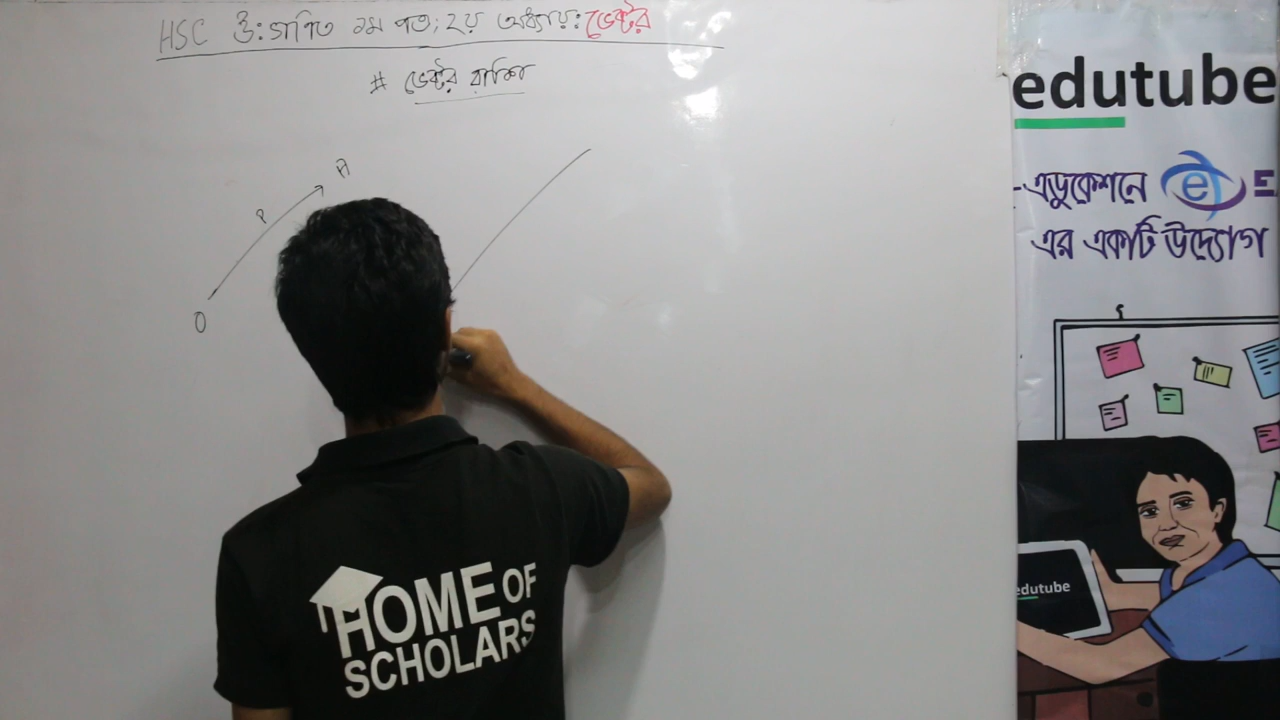 HSC উ: গণিত ১ম পত্র; ২য় অধ্যায়: ভেক্টর
# ভেক্টর রাশি
A
P
O
HOME OF
SCHOLARS
edutube
-এডুকেশনে e E
এর একটি উদ্যোগ
edutube